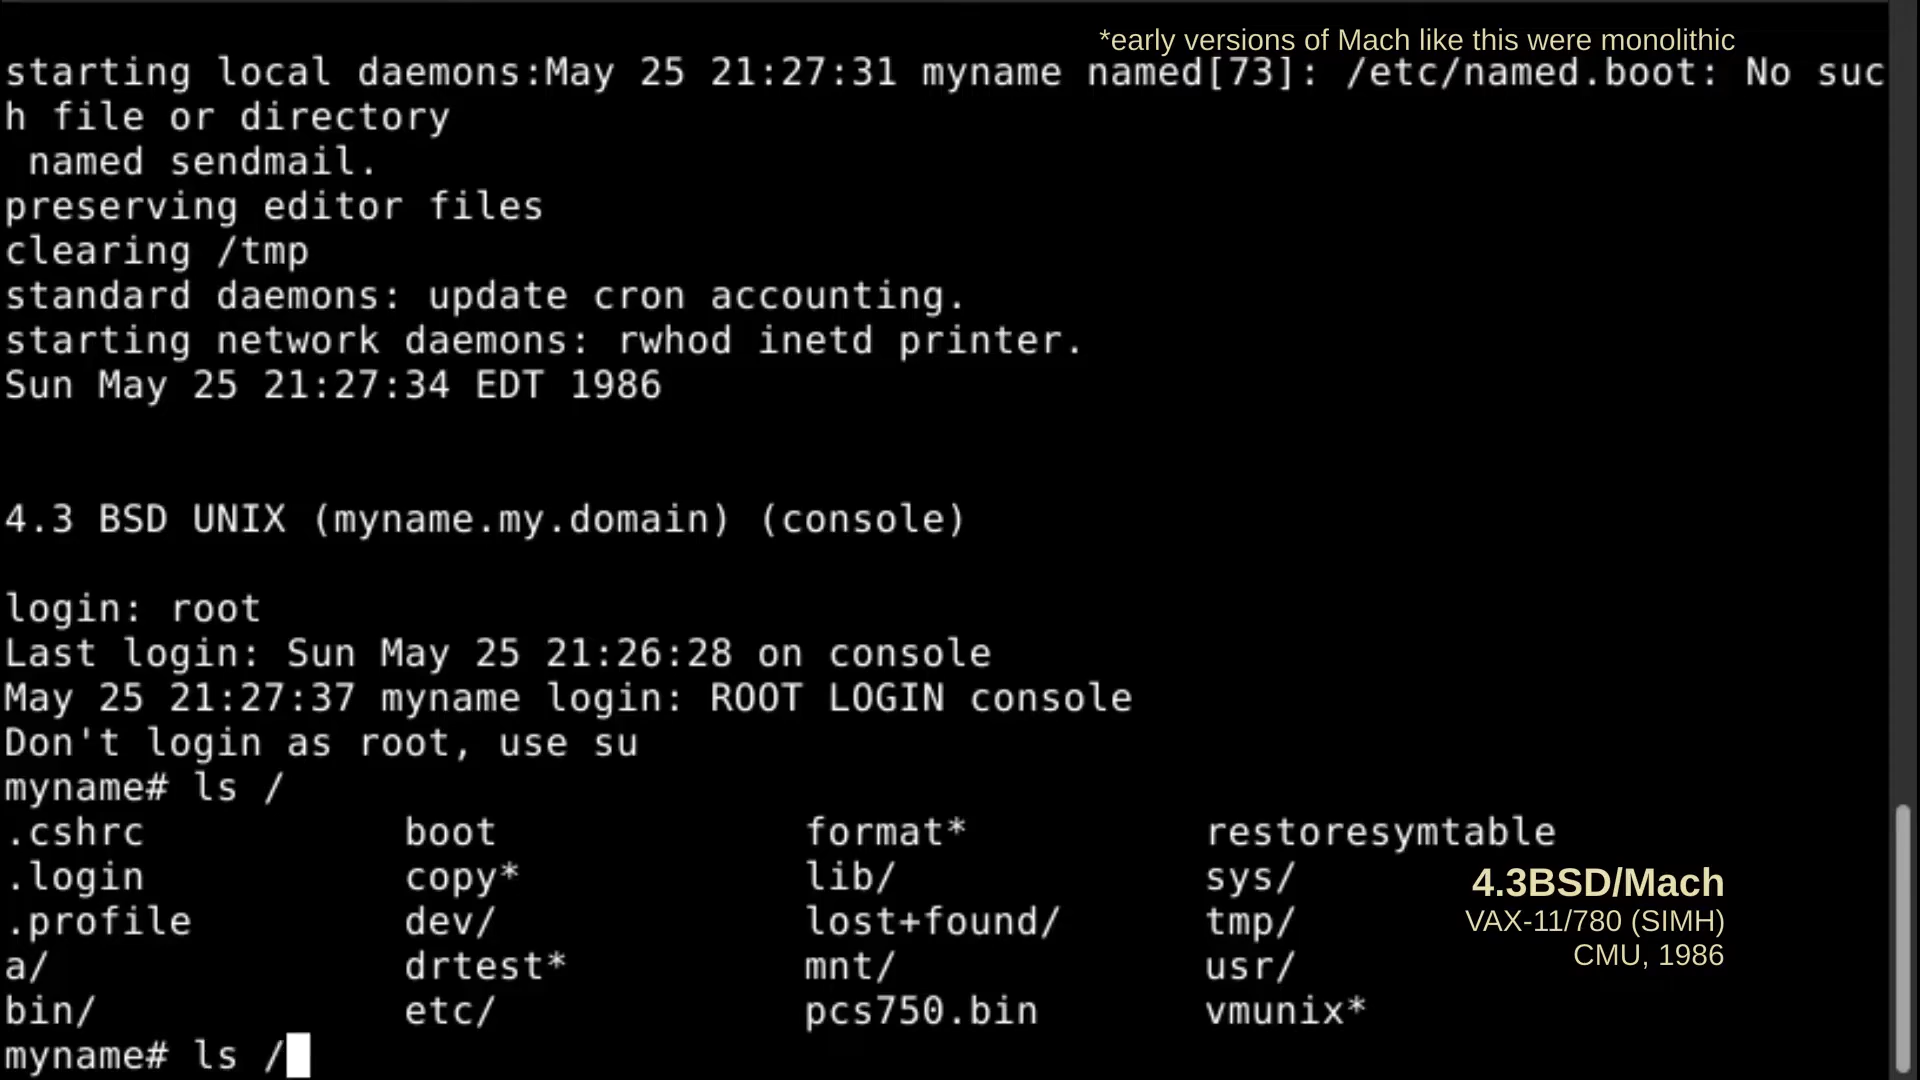 *early versions of Mach like this were monolithic
starting local daemons:May 25 21:27:31 myname named[73]: /etc/named.boot: No suc
h file or directory
 named sendmail.
preserving editor files
clearing /tmp
standard daemons: update cron accounting.
starting network daemons: rwhod inetd printer.
Sun May 25 21:27:34 EDT 1986
4.3 BSD UNIX (myname.my.domain) (console)
login: root
Last login: Sun May 25 21:26:28 on console
May 25 21:27:37 myname login: ROOT LOGIN console
Don't login as root, use su
myname# ls /
.cshrc boot format* restoresymtable
.login copy* lib/ sys/
.profile dev/ lost+found/ tmp/
a/ drtest* mnt/ usr/
bin/ etc/ pcs750.bin vmunix*
myname# ls /
4.3BSD/Mach
VAX-11/780 (SIMH)
CMU, 1986